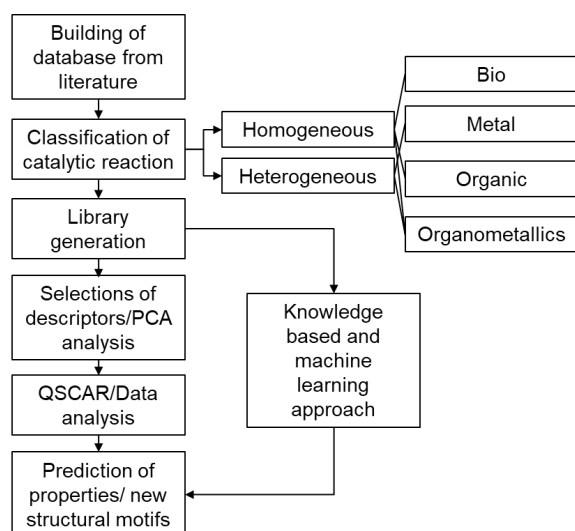 Building of
database from
literature
Classification of
catalytic reaction
Homogeneous
Heterogeneous
Bio
Metal
Organic
Organometallics
Library
generation
Selections of
descriptors/PCA
analysis
QSCAR/Data
analysis
Knowledge
based and
machine
learning
approach
Prediction of
properties/ new
structural motifs